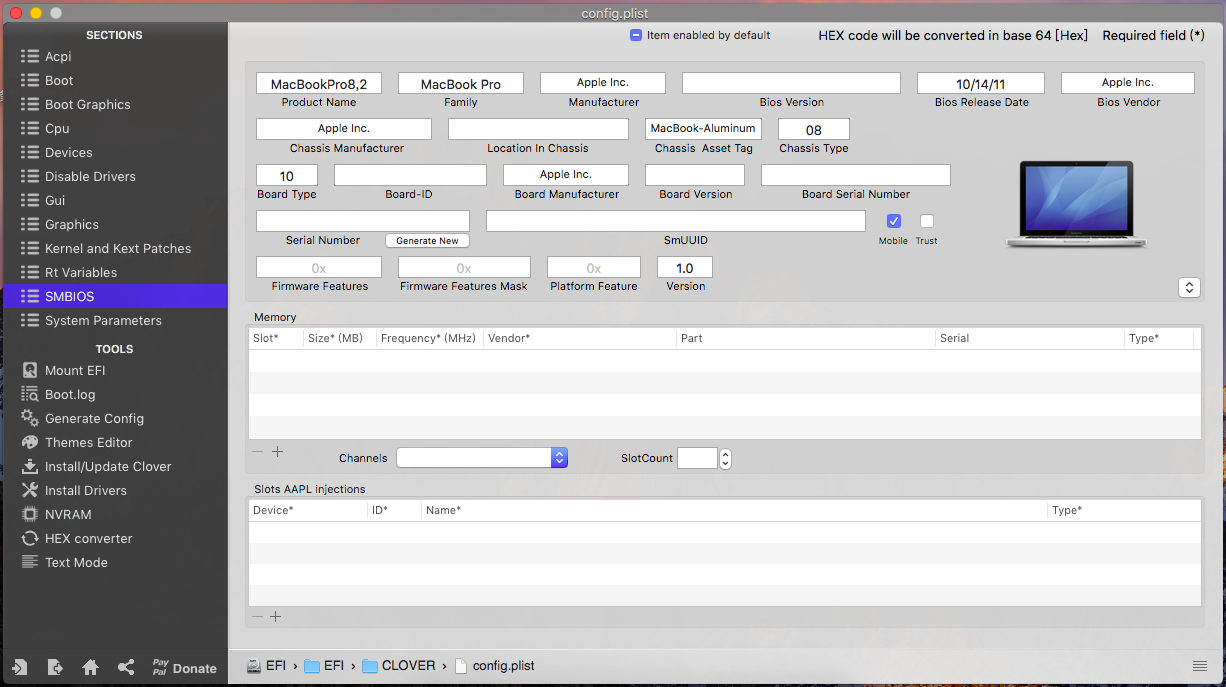 config.plist
SECTIONS
Acpi
Boot
Boot Graphics
Cpu
Devices
Disable Drivers
Gui
Graphics
Kernel and Kext Patches
Rt Variables
SMBIOS
System Parameters
TOOLS
Mount EFI
Boot.log
Generate Config
Themes Editor
Install/Update Clover
Install Drivers
NVRAM
HEX converter
Text Mode
Pay
Pal
Donate
Item enabled by default HEX code will be converted in base 64 [Hex] Required field (*)
MacBookPro8,2 MacBook Pro Apple Inc. 10/14/11 Apple Inc.
Product Name Family Manufacturer Bios Version Bios Release Date Bios Vendor
Apple Inc. MacBook-Aluminum 08
Chassis Manufacturer Location In Chassis Chassis Asset Tag Chassis Type
10 Apple Inc.
Board Type Board-ID Board Manufacturer Board Version Board Serial Number
Serial Number Generate New SmUUID Mobile Trust
0x 0x 0x 1.0
Firmware Features Firmware Features Mask Platform Feature Version
Memory
Slot* Size* (MB) Frequency* (MHz) Vendor* Part Serial Type*
Channels SlotCount
Slots AAPL injections
Device* ID* Name* Type*
EFI › EFI › CLOVER › config.plist